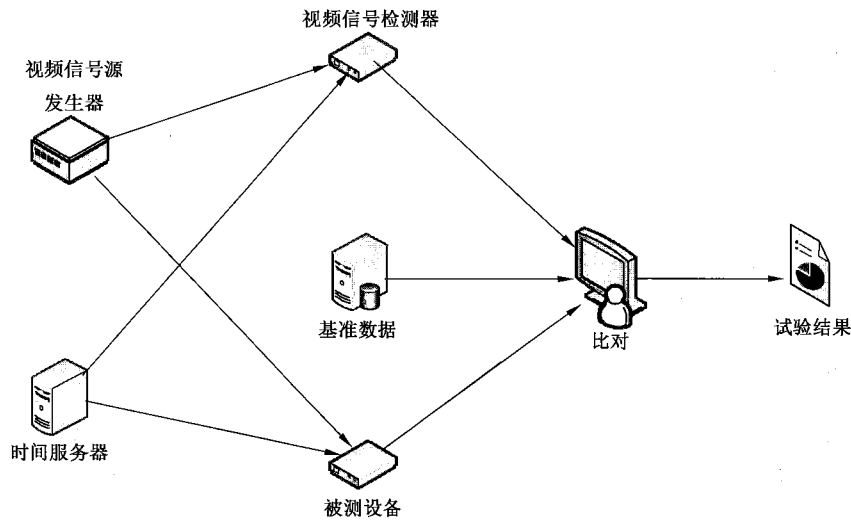 视频信号检测器
视频信号源
发生器
基准数据
比对
试验结果
时间服务器
被测设备